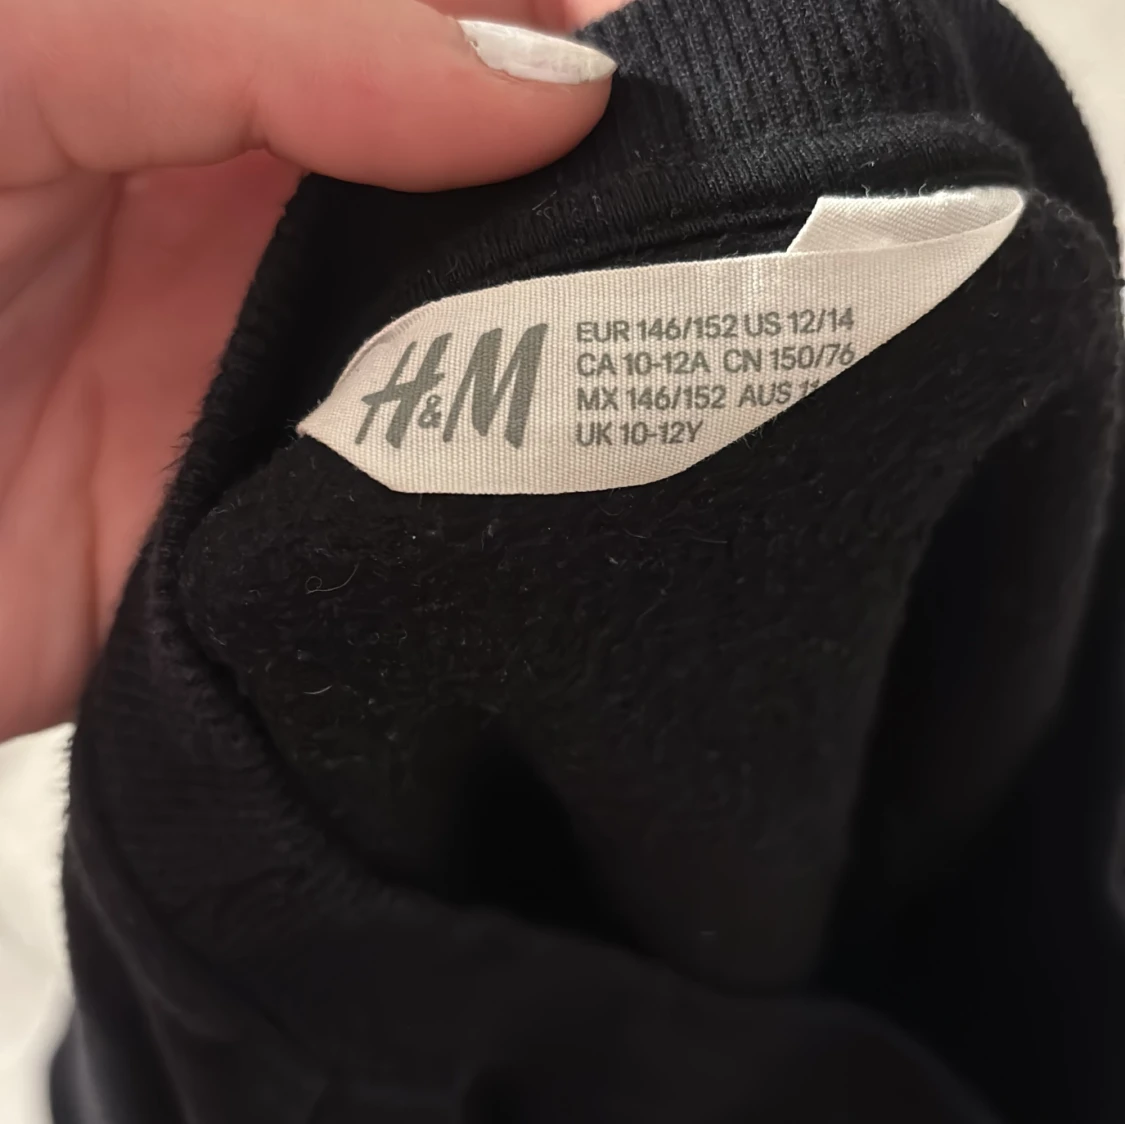 H&M
EUR 146/152 US 12/14
CA 10-12A CN 150/76
MX 146/152 AUS
UK 10-12Y